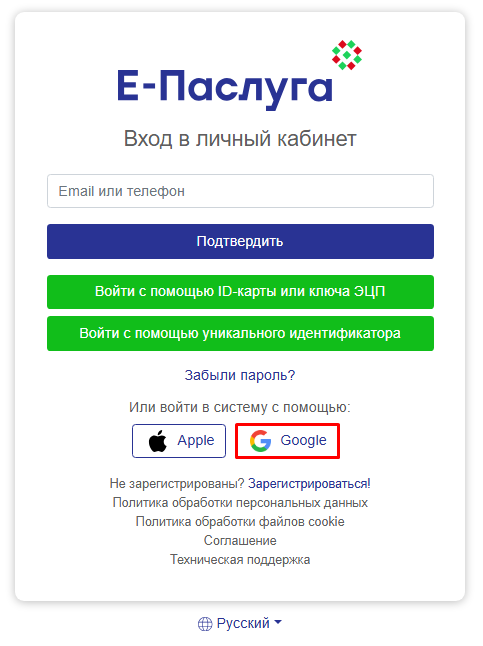 Е-Паслуга
Вход в личный кабинет
Email или телефон
Подтвердить
Войти с помощью ID-карты или ключа ЭЦП
Войти с помощью уникального идентификатора
Забыли пароль?
Или войти в систему с помощью:
Apple Google
Не зарегистрированы? Зарегистрироваться!
Политика обработки персональных данных
Политика обработки файлов cookie
Соглашение
Техническая поддержка
Русский